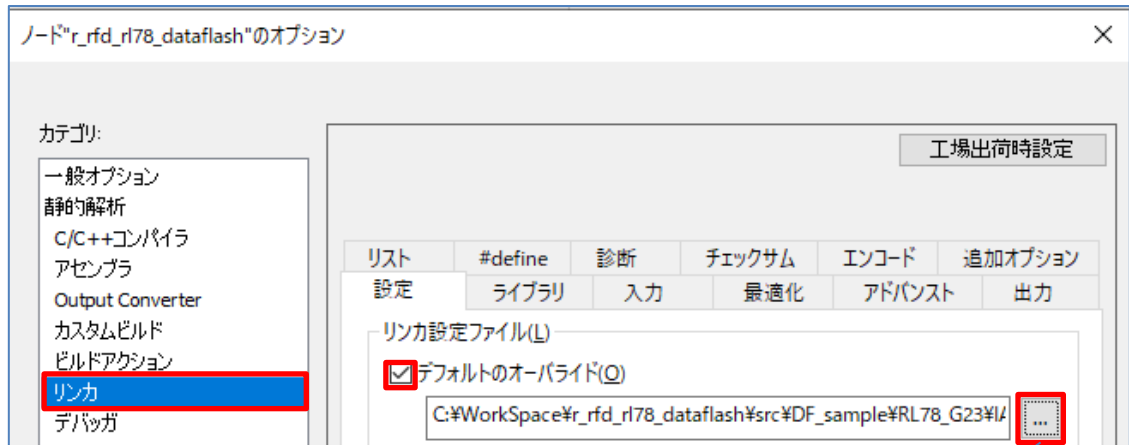 ノード"r_rfd_rl78_dataflash"のオプション
カテゴリ:
一般オプション
静的解析
C/C++コンパイラ
アセンブラ
Output Converter
カスタムビルド
ビルドアクション
リンカ
デバッガ
工場出荷時設定
リスト #define 診断 チェックサム エンコード 追加オプション
設定 ライブラリ 入力 最適化 アドバンスト 出力
リンカ設定ファイル(L)
デフォルトのオーバライド(O)
C:¥WorkSpace¥r_rfd_rl78_dataflash¥src¥DF_sample¥RL78_G23¥IA
...